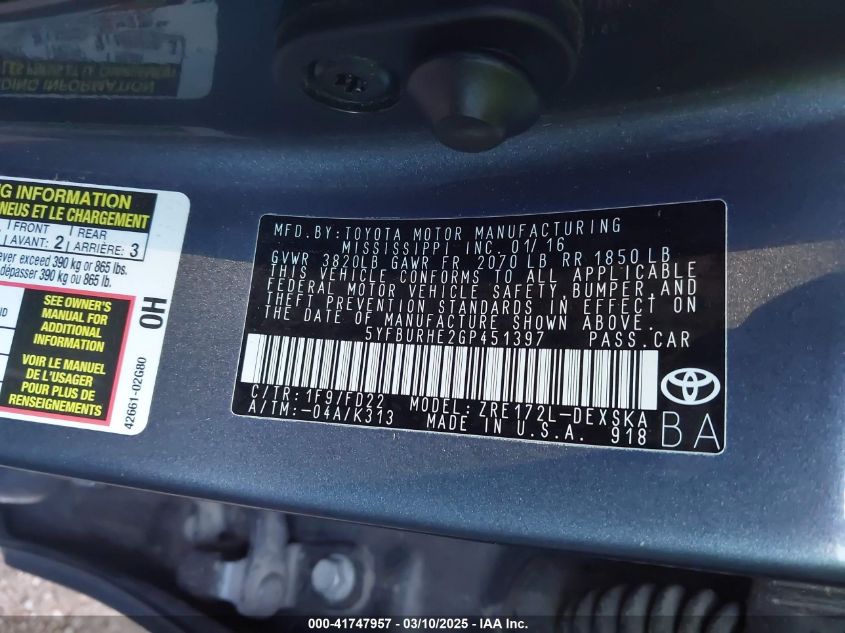 NG INFORMATION
NEUS ET LE CHARGEMENT
FRONT
AVANT: 2
REAR
ARRIÈRE: 3
ever exceed 390 kg or 865 lbs.
dépasser 390 kg ou 865 lb.
SEE OWNER'S
MANUAL FOR
ADDITIONAL
INFORMATION
VOIR LE MANUEL
DE L'USAGER
POUR PLUS DE
RENSEIGNEMENTS
OH
42661-02G80
MFD. BY: TOYOTA MOTOR MANUFACTURING
MISSISSIPPI INC. 01/16
GVWR 3820LB GAWR FR 2070 LB RR 1850 LB
THIS VEHICLE CONFORMS TO ALL APPLICABLE
FEDERAL MOTOR VEHICLE SAFETY, BUMPER, AND
THEFT PREVENTION STANDARDS IN EFFECT ON
THE DATE OF MANUFACTURE SHOWN ABOVE.
5YFBURHE2GP451397 PASS. CAR
C/TR: 1F9/FD22 MODEL: ZRE172L-DEXSKA
A/TM: -04A/K313 MADE IN U.S.A. 918
BA
000-41747957 — 03/10/2025 — IAA Inc.